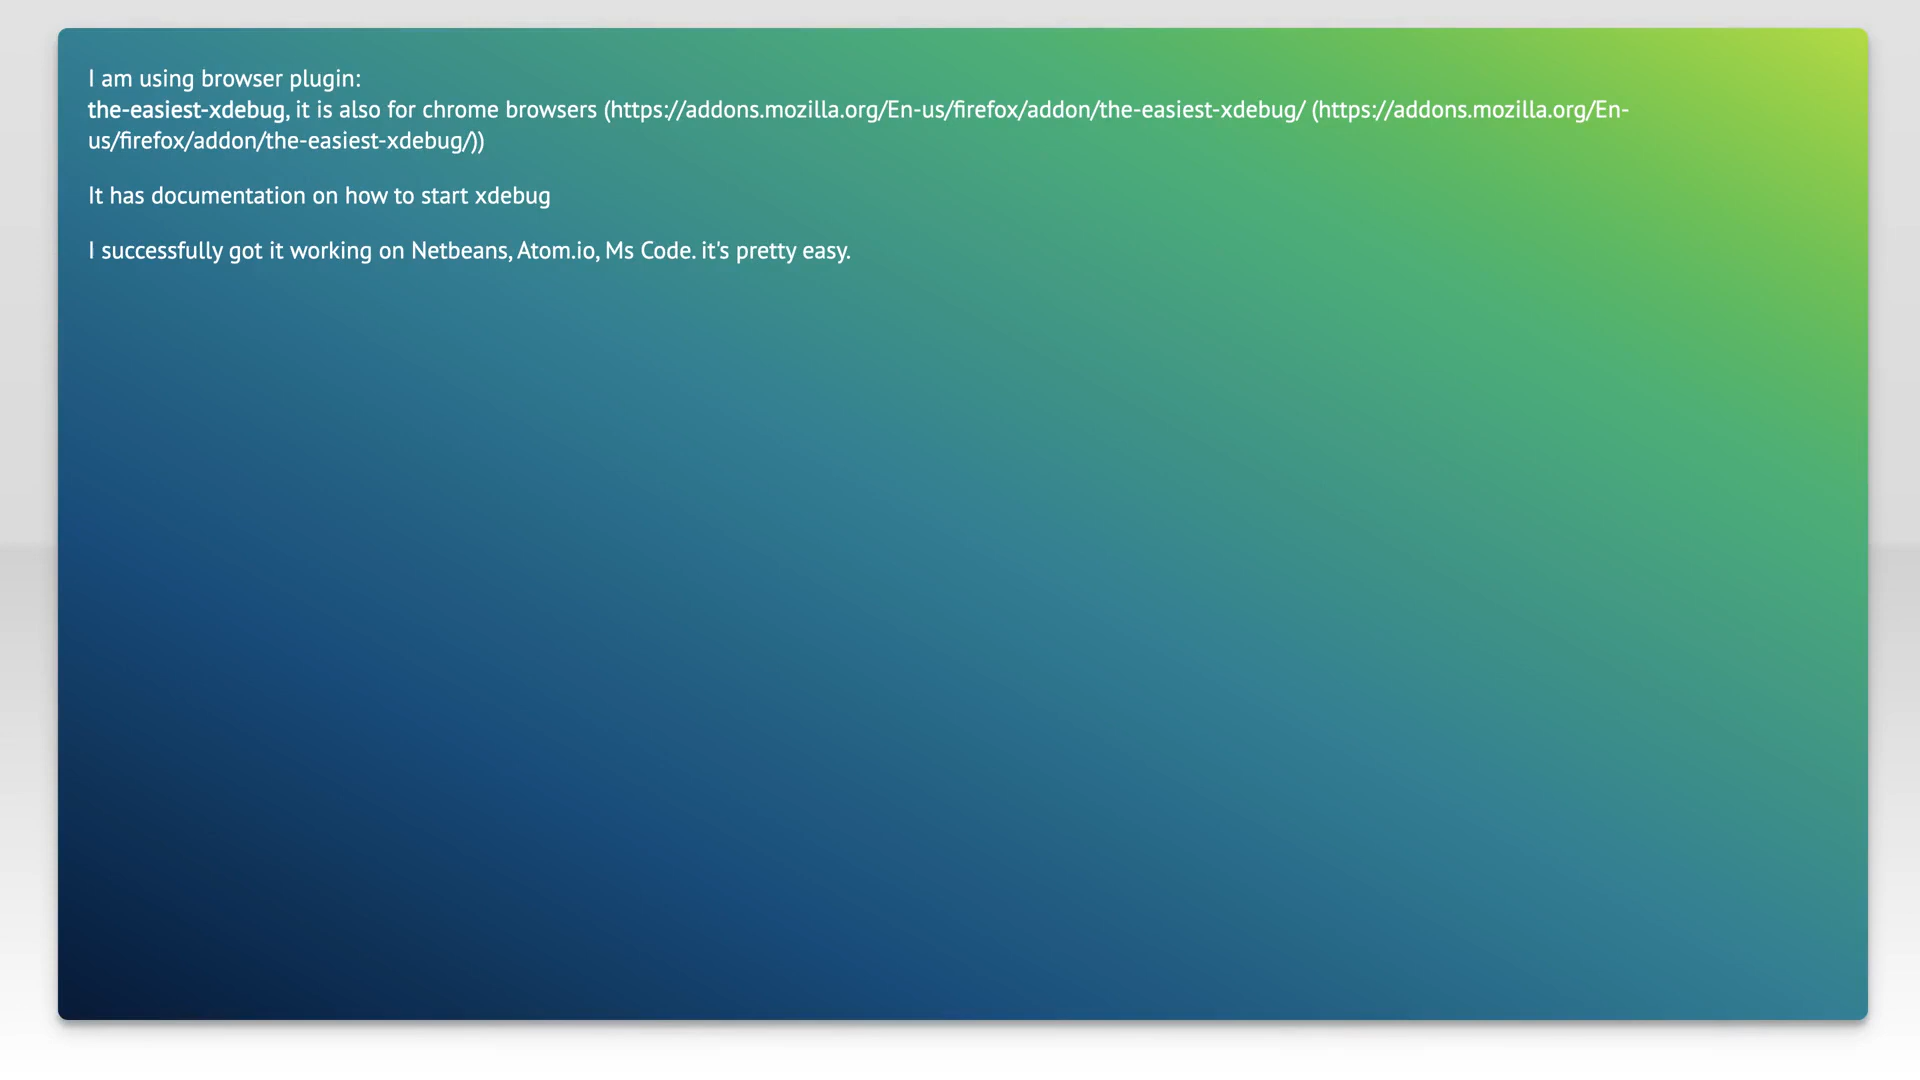 I am using browser plugin:
the-easiest-xdebug, it is also for chrome browsers (https://addons.mozilla.org/En-us/firefox/addon/the-easiest-xdebug/ (https://addons.mozilla.org/En-
us/firefox/addon/the-easiest-xdebug/))
It has documentation on how to start xdebug
I successfully got it working on Netbeans, Atom.io, Ms Code. it's pretty easy.